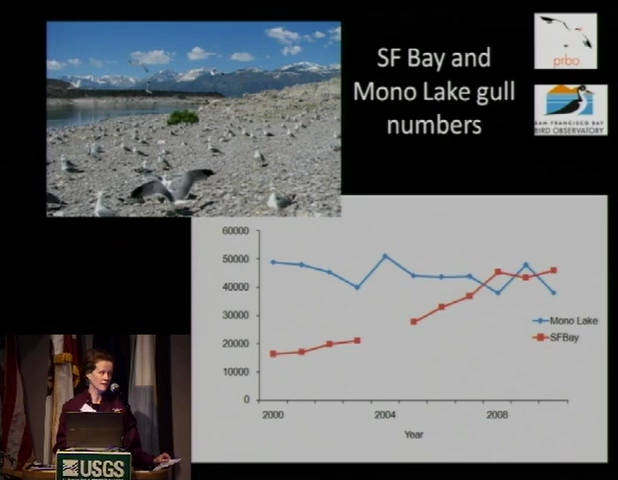 SF Bay and
Mono Lake gull
numbers
prbo
SAN FRANCISCO BAY
BIRD OBSERVATORY
60000
50000
40000
30000
20000
10000
0
2000
2004
2008
Year
Mono Lake
SFBay
USGS